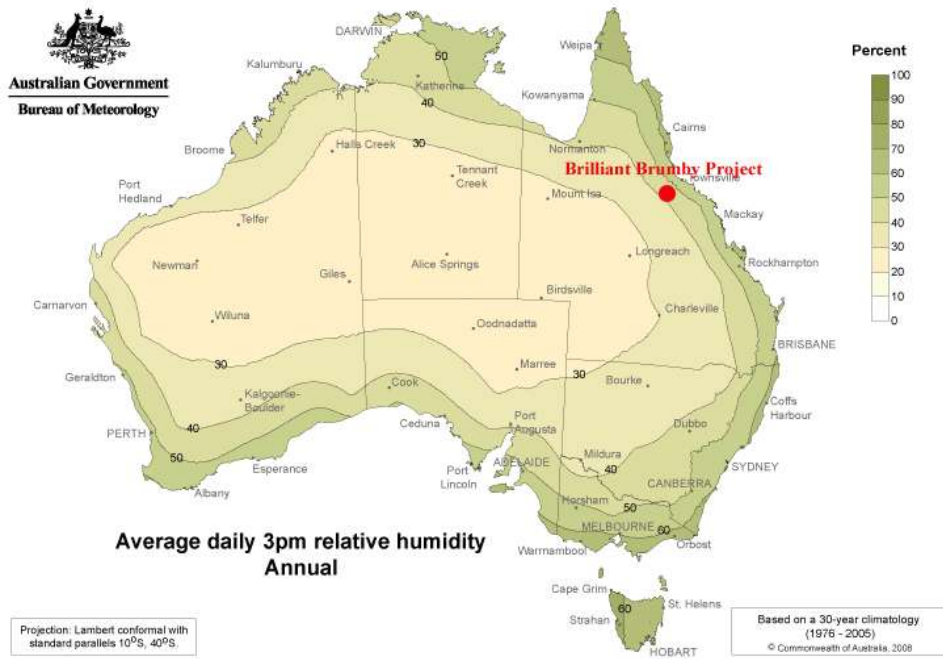 Australian Government
Bureau of Meteorology
DARWIN
Weipa
Percent
Kalumburu
50
Katherine
Kowanyama
40
100
90
80
70
60
50
40
30
20
10
0
Cairns
Broome
Halls Creek
30
Normanton
Brilliant Brumby Project
Townsville
Tennant
Creek
Mount Isa
Port
Hedland
Mackay
Telfer
Newman
Giles
Alice Springs
Longreach
Rockhampton
Birdsville
Carnarvon
Wiluna
Oodnadatta
Charleville
BRISBANE
30
Marree
30
Geraldton
Bourke
Kalgoorlie-
Boulder
Cook
Coffs
Harbour
PERTH
40
Ceduna
Port
Augusta
Dubbo
50
Esperance
Port
Lincoln
ADELAIDE
Mildura
40
SYDNEY
CANBERRA
Albany
Horsham
50
MELBOURNE
60
Orbost
Warrnambool
Average daily 3pm relative humidity
Annual
Cape Grim
60
St. Helens
Strahan
HOBART
Projection: Lambert conformal with
standard parallels 10°S, 40°S.
Based on a 30-year climatology
(1976 - 2005)
© Commonwealth of Australia, 2008